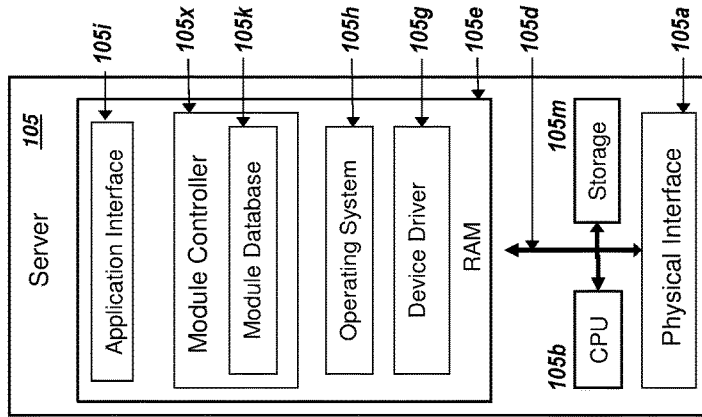 Server
105
Application Interface
105i
Module Controller
105x
Module Database
105k
Operating System
105h
Device Driver
105g
RAM
105e
105d
105b
CPU
Storage
105m
Physical Interface
105a